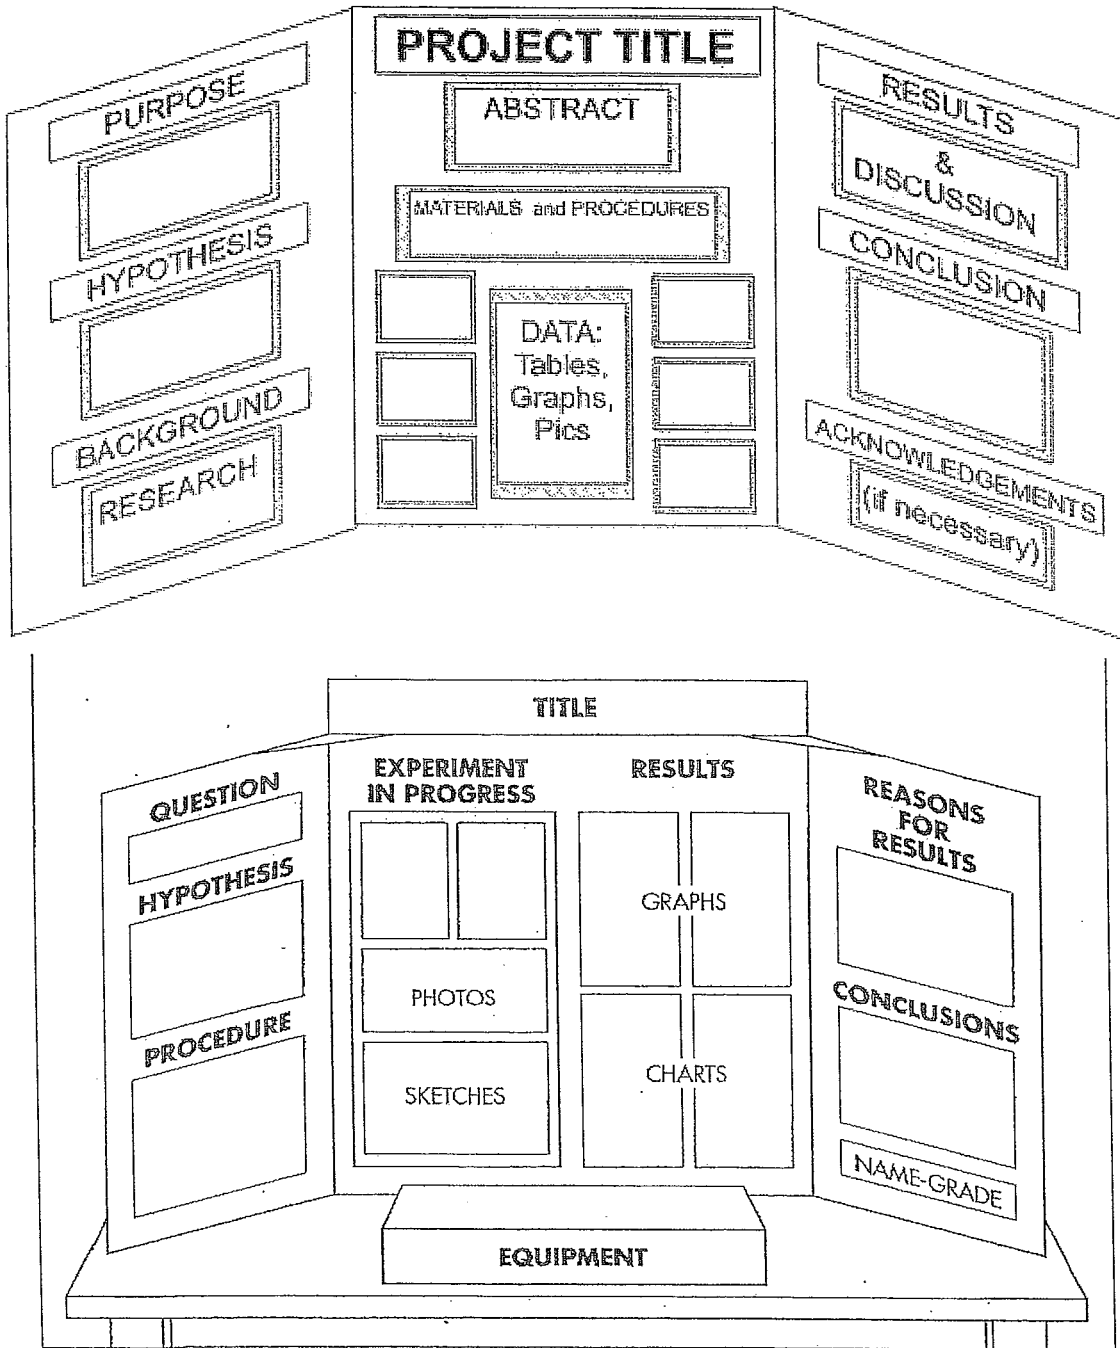 PROJECT TITLE
PURPOSE
HYPOTHESIS
BACKGROUND
RESEARCH
ABSTRACT
MATERIALS and PROCEDURES
DATA:
Tables,
Graphs,
Pics
RESULTS
&
DISCUSSION
CONCLUSION
ACKNOWLEDGEMENTS
(if necessary)
TITLE
QUESTION
HYPOTHESIS
PROCEDURE
EXPERIMENT
IN PROGRESS
PHOTOS
SKETCHES
RESULTS
GRAPHS
CHARTS
REASONS
FOR
RESULTS
CONCLUSIONS
NAME-GRADE
EQUIPMENT